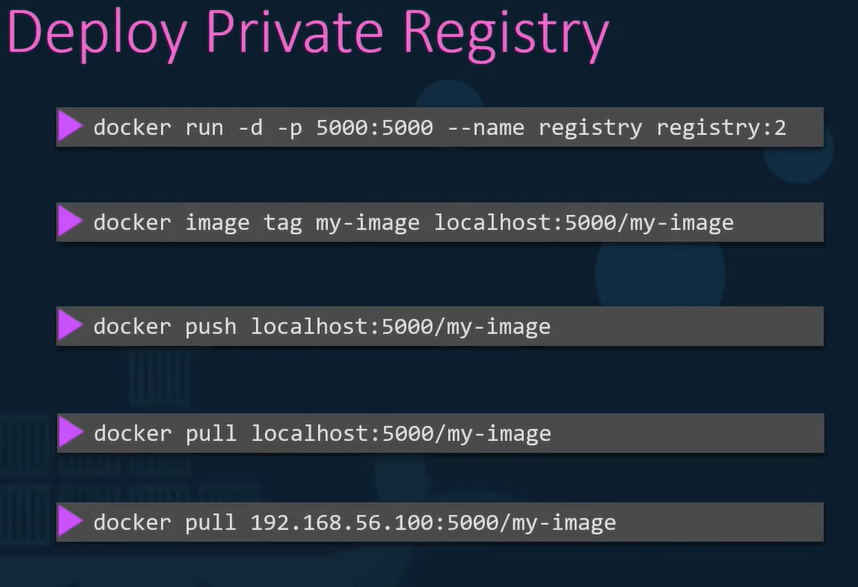 Deploy Private Registry
docker run -d -p 5000:5000 --name registry registry:2
docker image tag my-image localhost:5000/my-image
docker push localhost:5000/my-image
docker pull localhost:5000/my-image
docker pull 192.168.56.100:5000/my-image